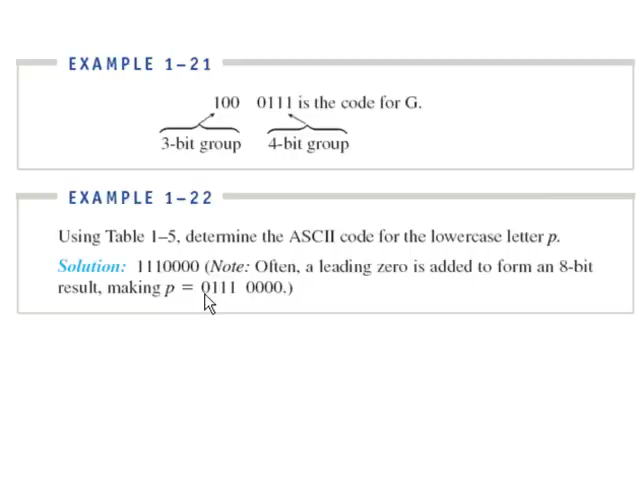 EXAMPLE 1–21
100 0111 is the code for G.
3-bit group 4-bit group
EXAMPLE 1–22
Using Table 1–5, determine the ASCII code for the lowercase letter p.
Solution: 1110000 (Note: Often, a leading zero is added to form an 8-bit
result, making p = 0111 0000.)